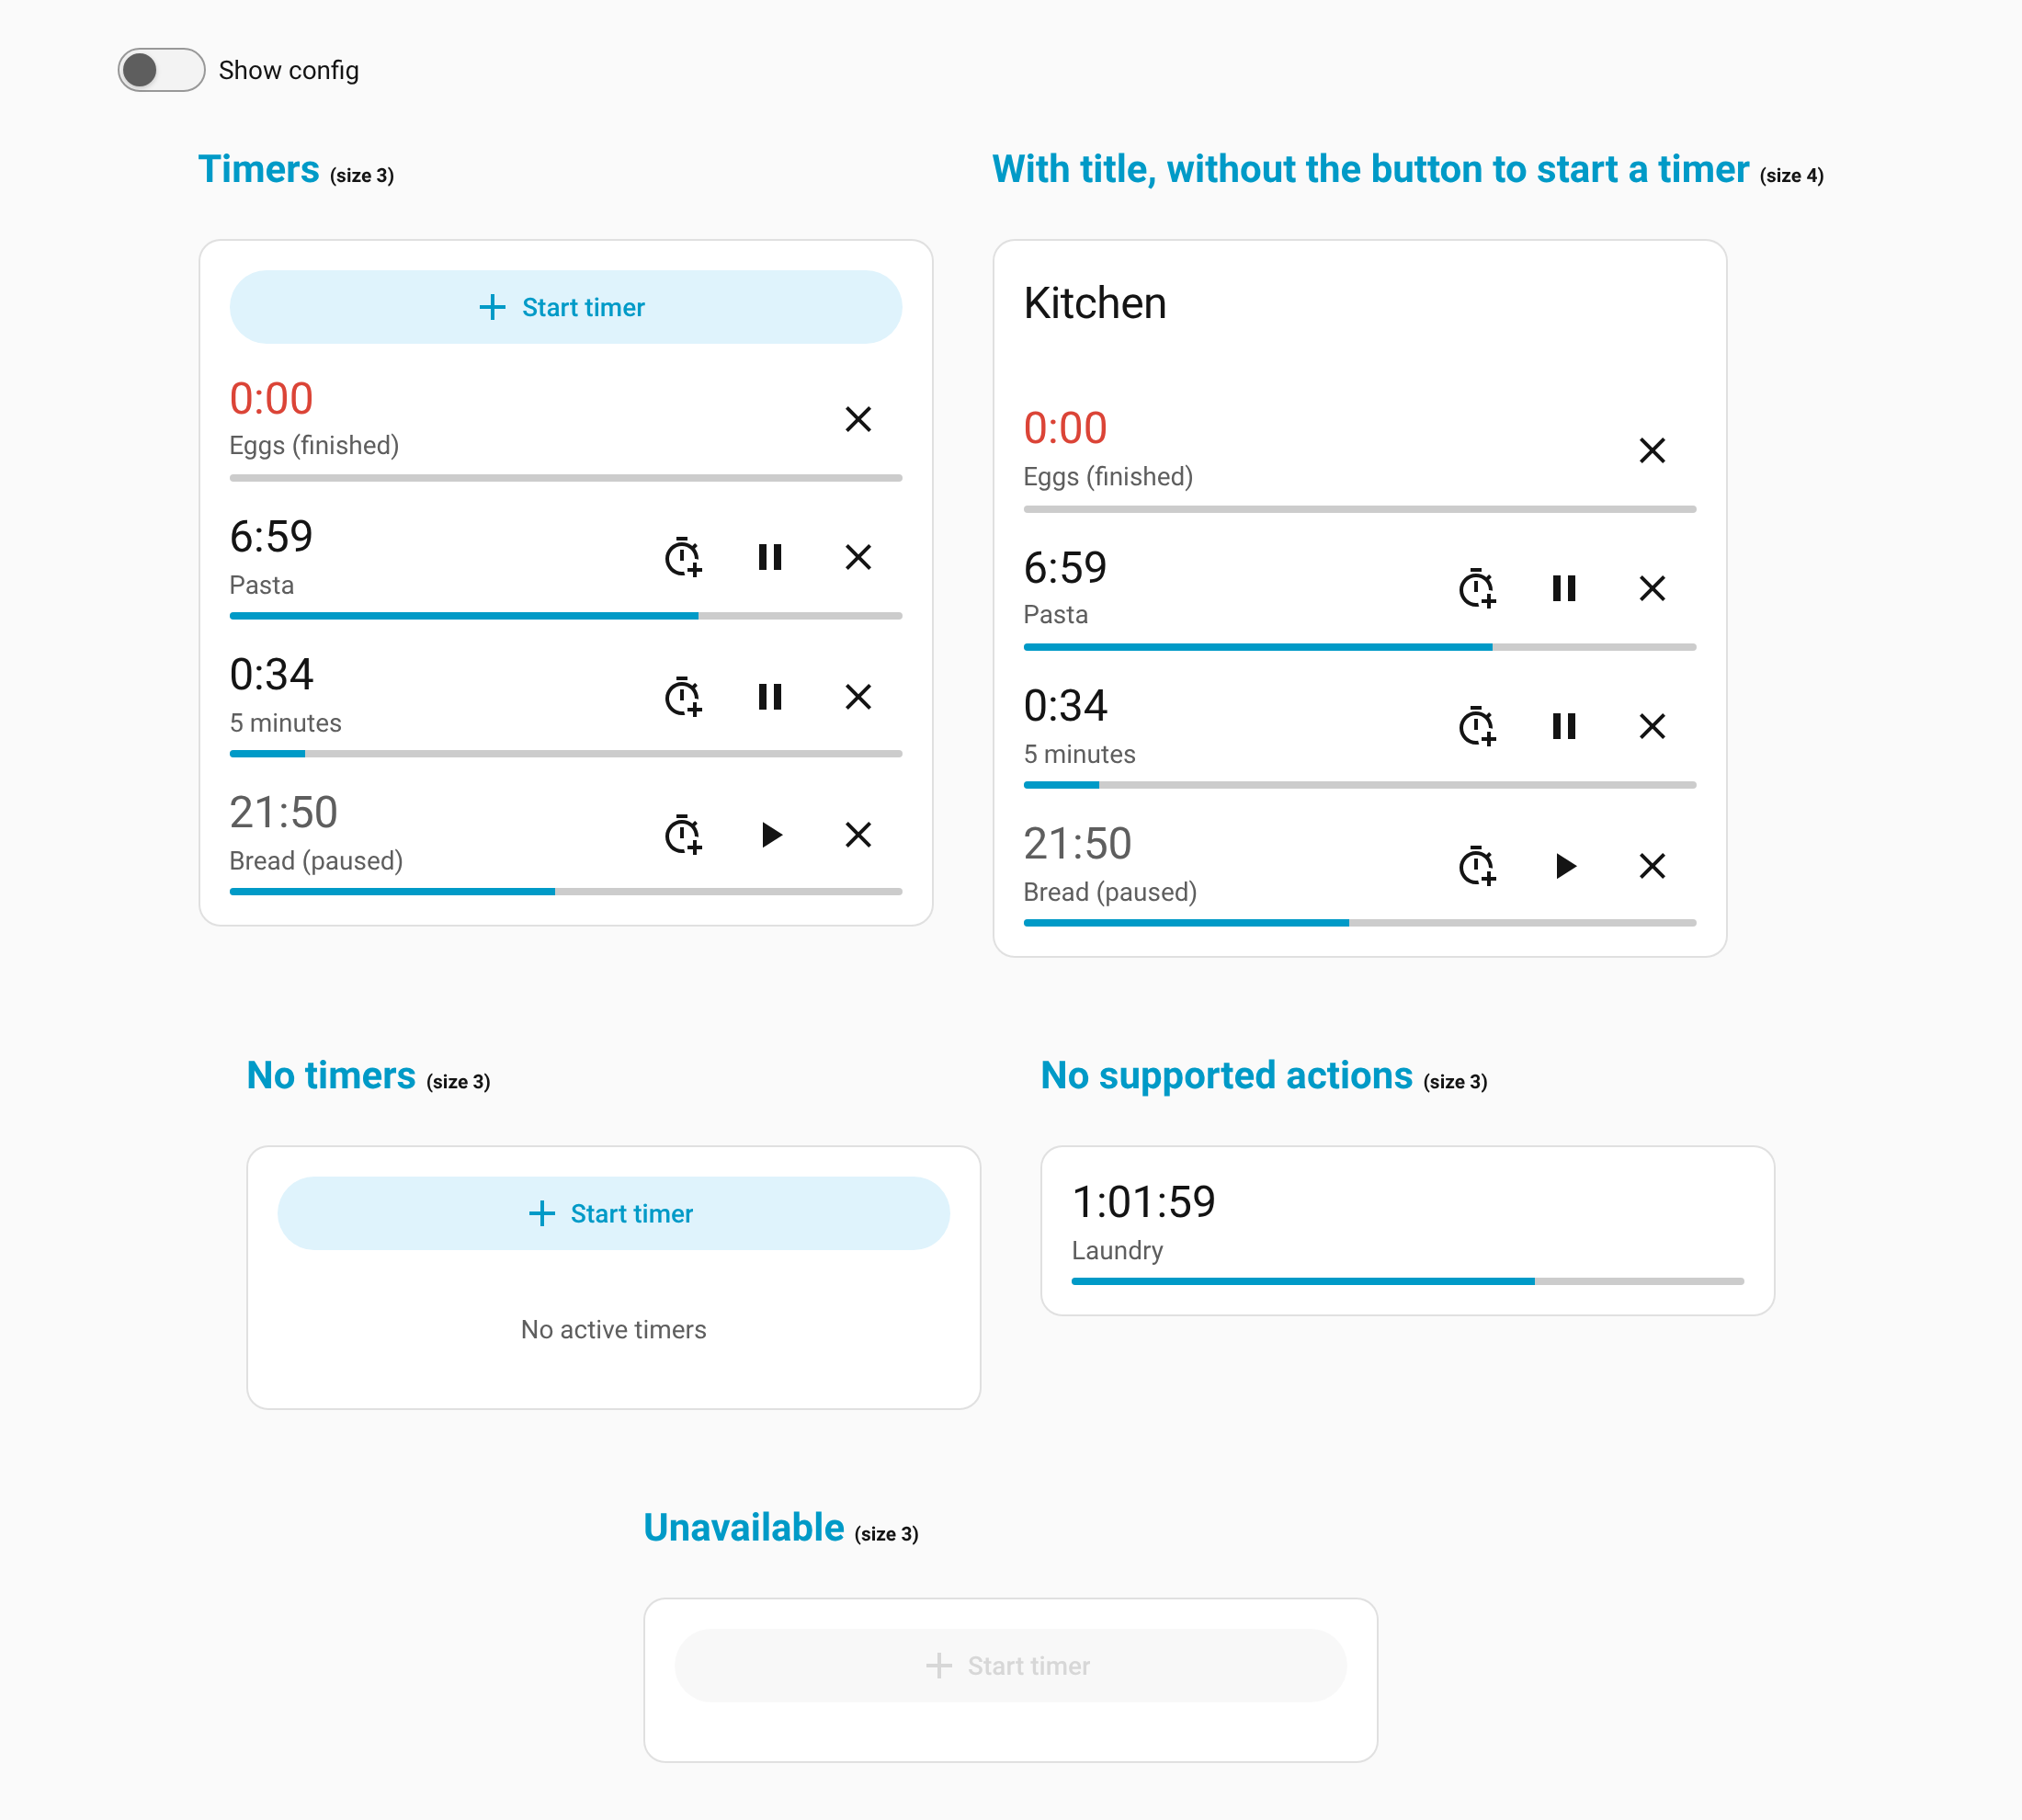 Show config
Timers (size 3)
Start timer
0:00
Eggs (finished)
6:59
Pasta
0:34
5 minutes
21:50
Bread (paused)
With title, without the button to start a timer (size 4)
Kitchen
0:00
Eggs (finished)
6:59
Pasta
0:34
5 minutes
21:50
Bread (paused)
No timers (size 3)
Start timer
No active timers
No supported actions (size 3)
1:01:59
Laundry
Unavailable (size 3)
Start timer